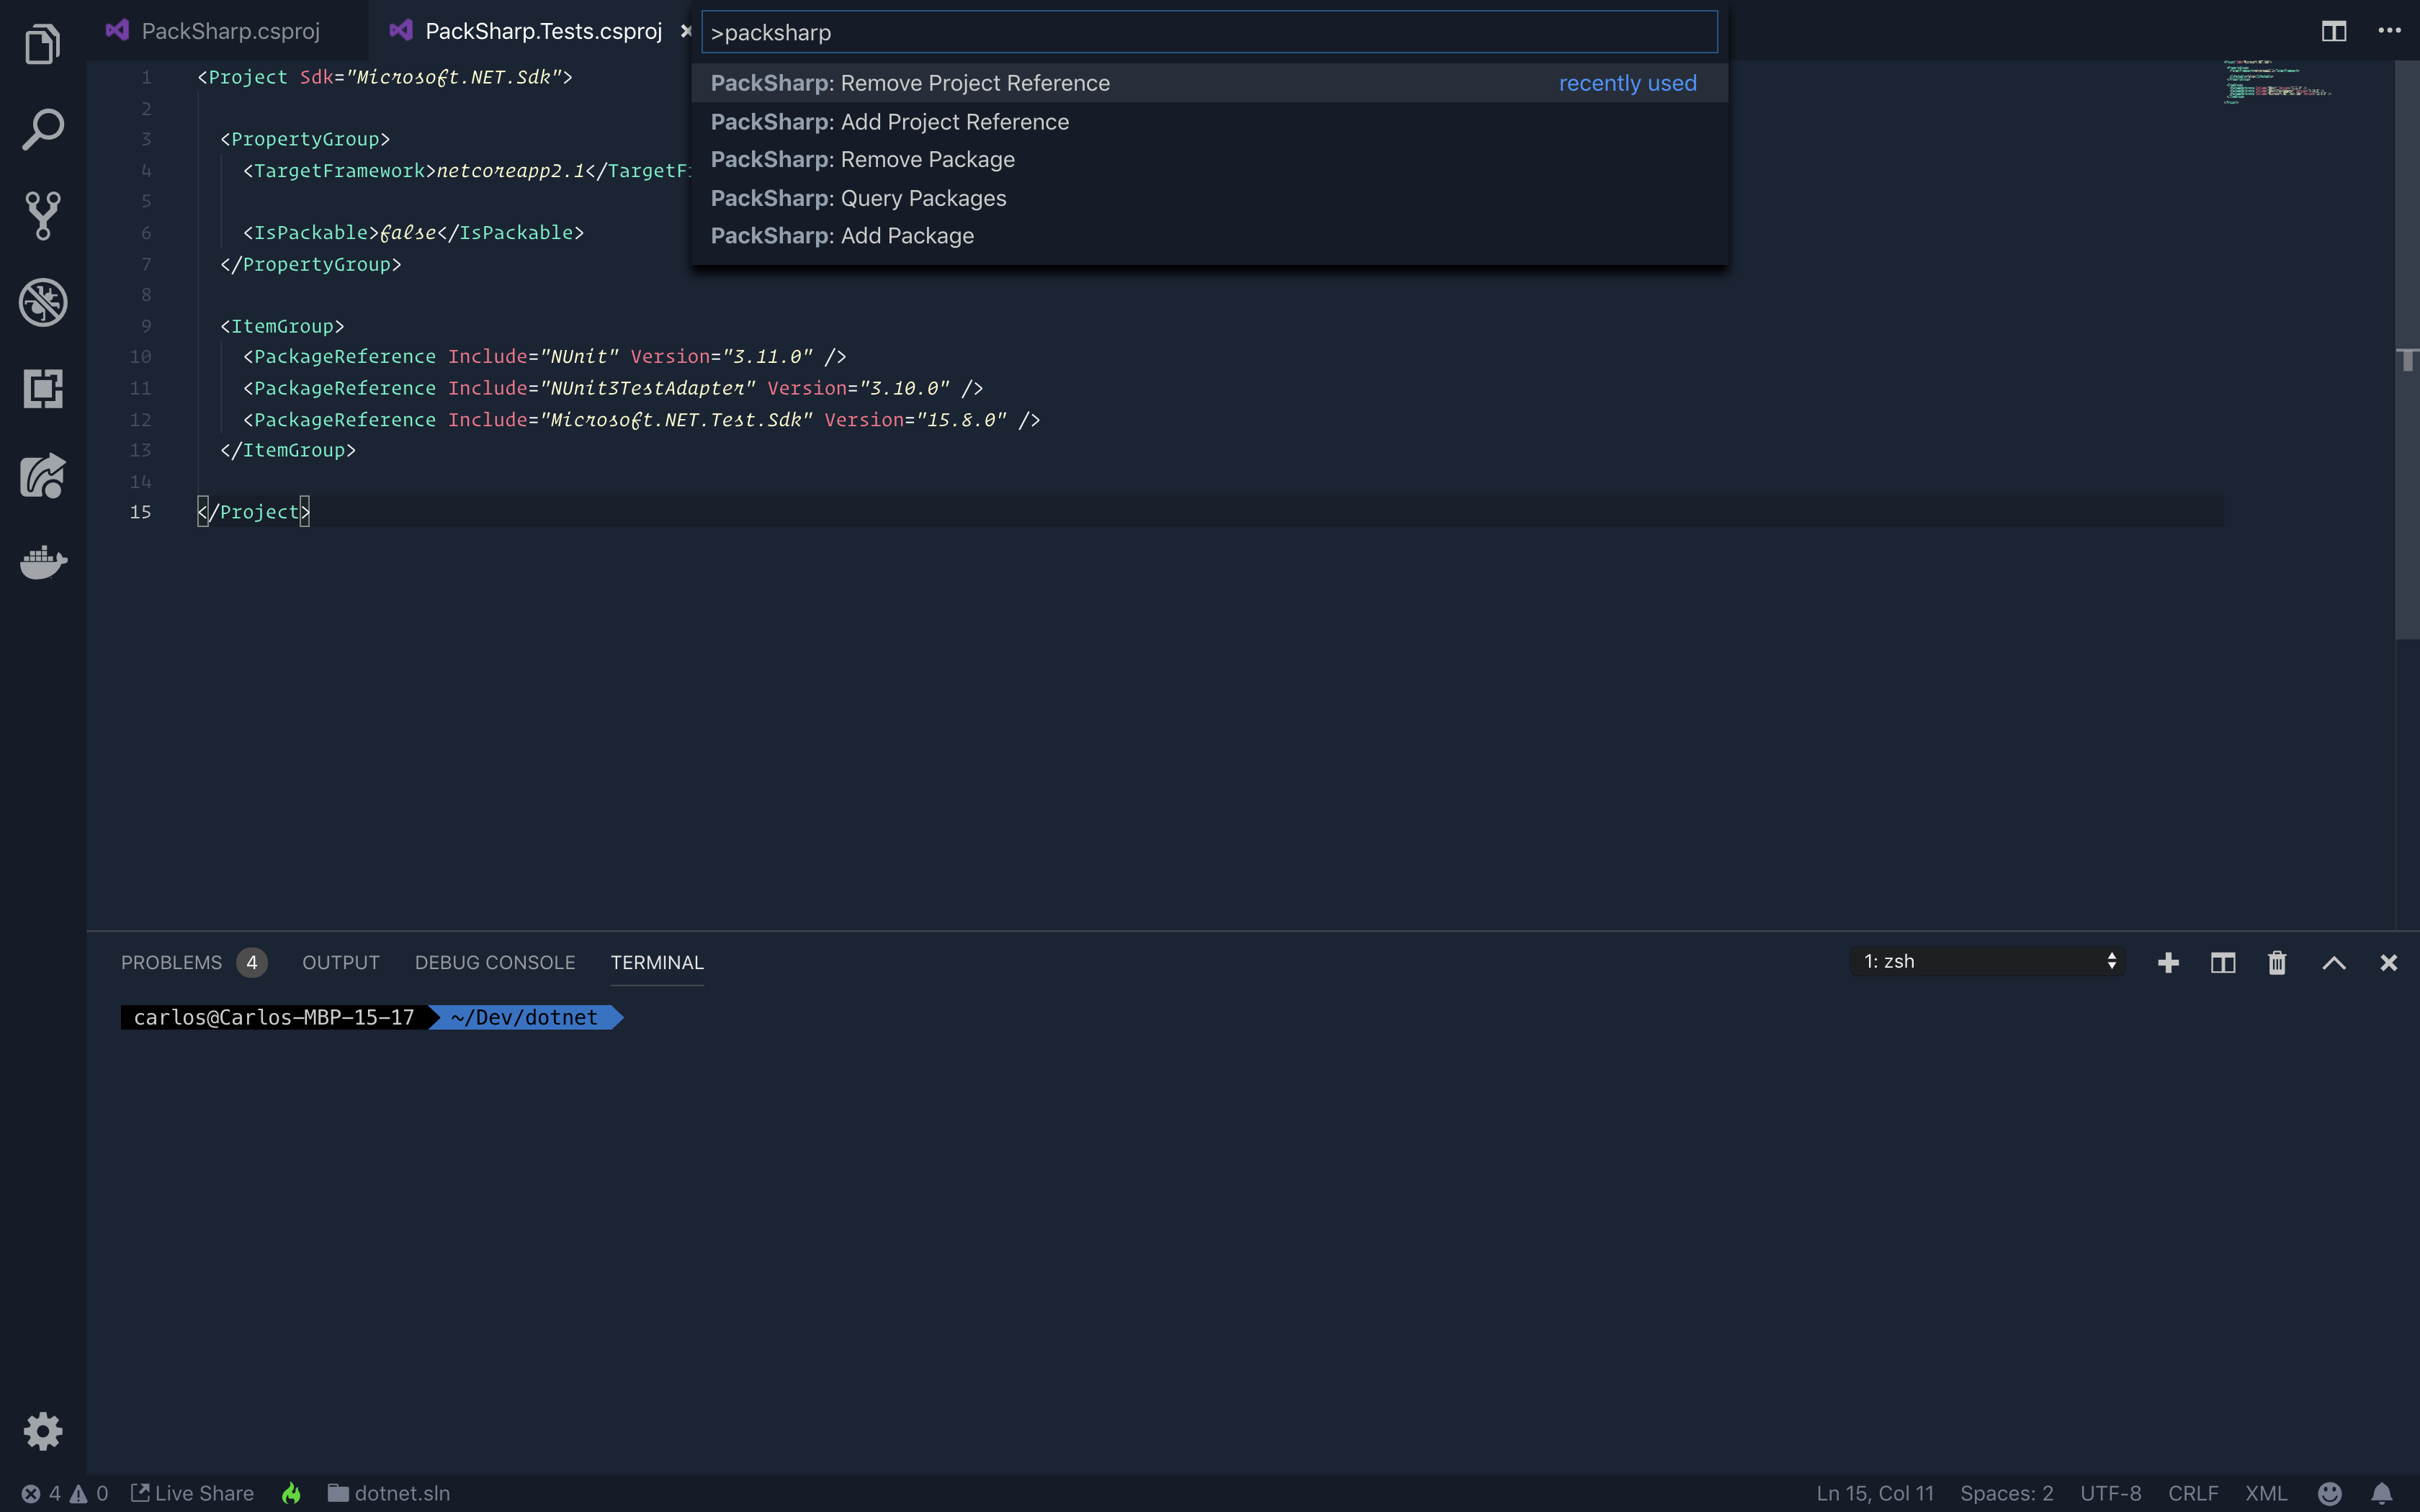 PackSharp.csproj
PackSharp.Tests.csproj
>packsharp
PackSharp: Remove Project Reference recently used
PackSharp: Add Project Reference
PackSharp: Remove Package
PackSharp: Query Packages
PackSharp: Add Package
1 <Project Sdk="Microsoft.NET.Sdk">
2
3 <PropertyGroup>
4 <TargetFramework>netcoreapp2.1</TargetFr
5
6 <IsPackable>false</IsPackable>
7 </PropertyGroup>
8
9 <ItemGroup>
10 <PackageReference Include="NUnit" Version="3.11.0" />
11 <PackageReference Include="NUnit3TestAdapter" Version="3.10.0" />
12 <PackageReference Include="Microsoft.NET.Test.Sdk" Version="15.8.0" />
13 </ItemGroup>
14
15 </Project>
PROBLEMS 4 OUTPUT DEBUG CONSOLE TERMINAL 1: zsh
carlos@Carlos-MBP-15-17 ~/Dev/dotnet
4 0 Live Share dotnet.sln Ln 15, Col 11 Spaces: 2 UTF-8 CRLF XML